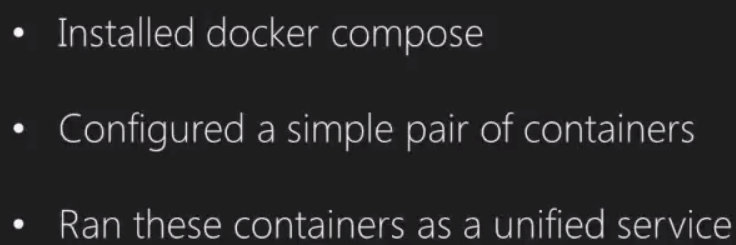 • Installed docker compose
• Configured a simple pair of containers
• Ran these containers as a unified service